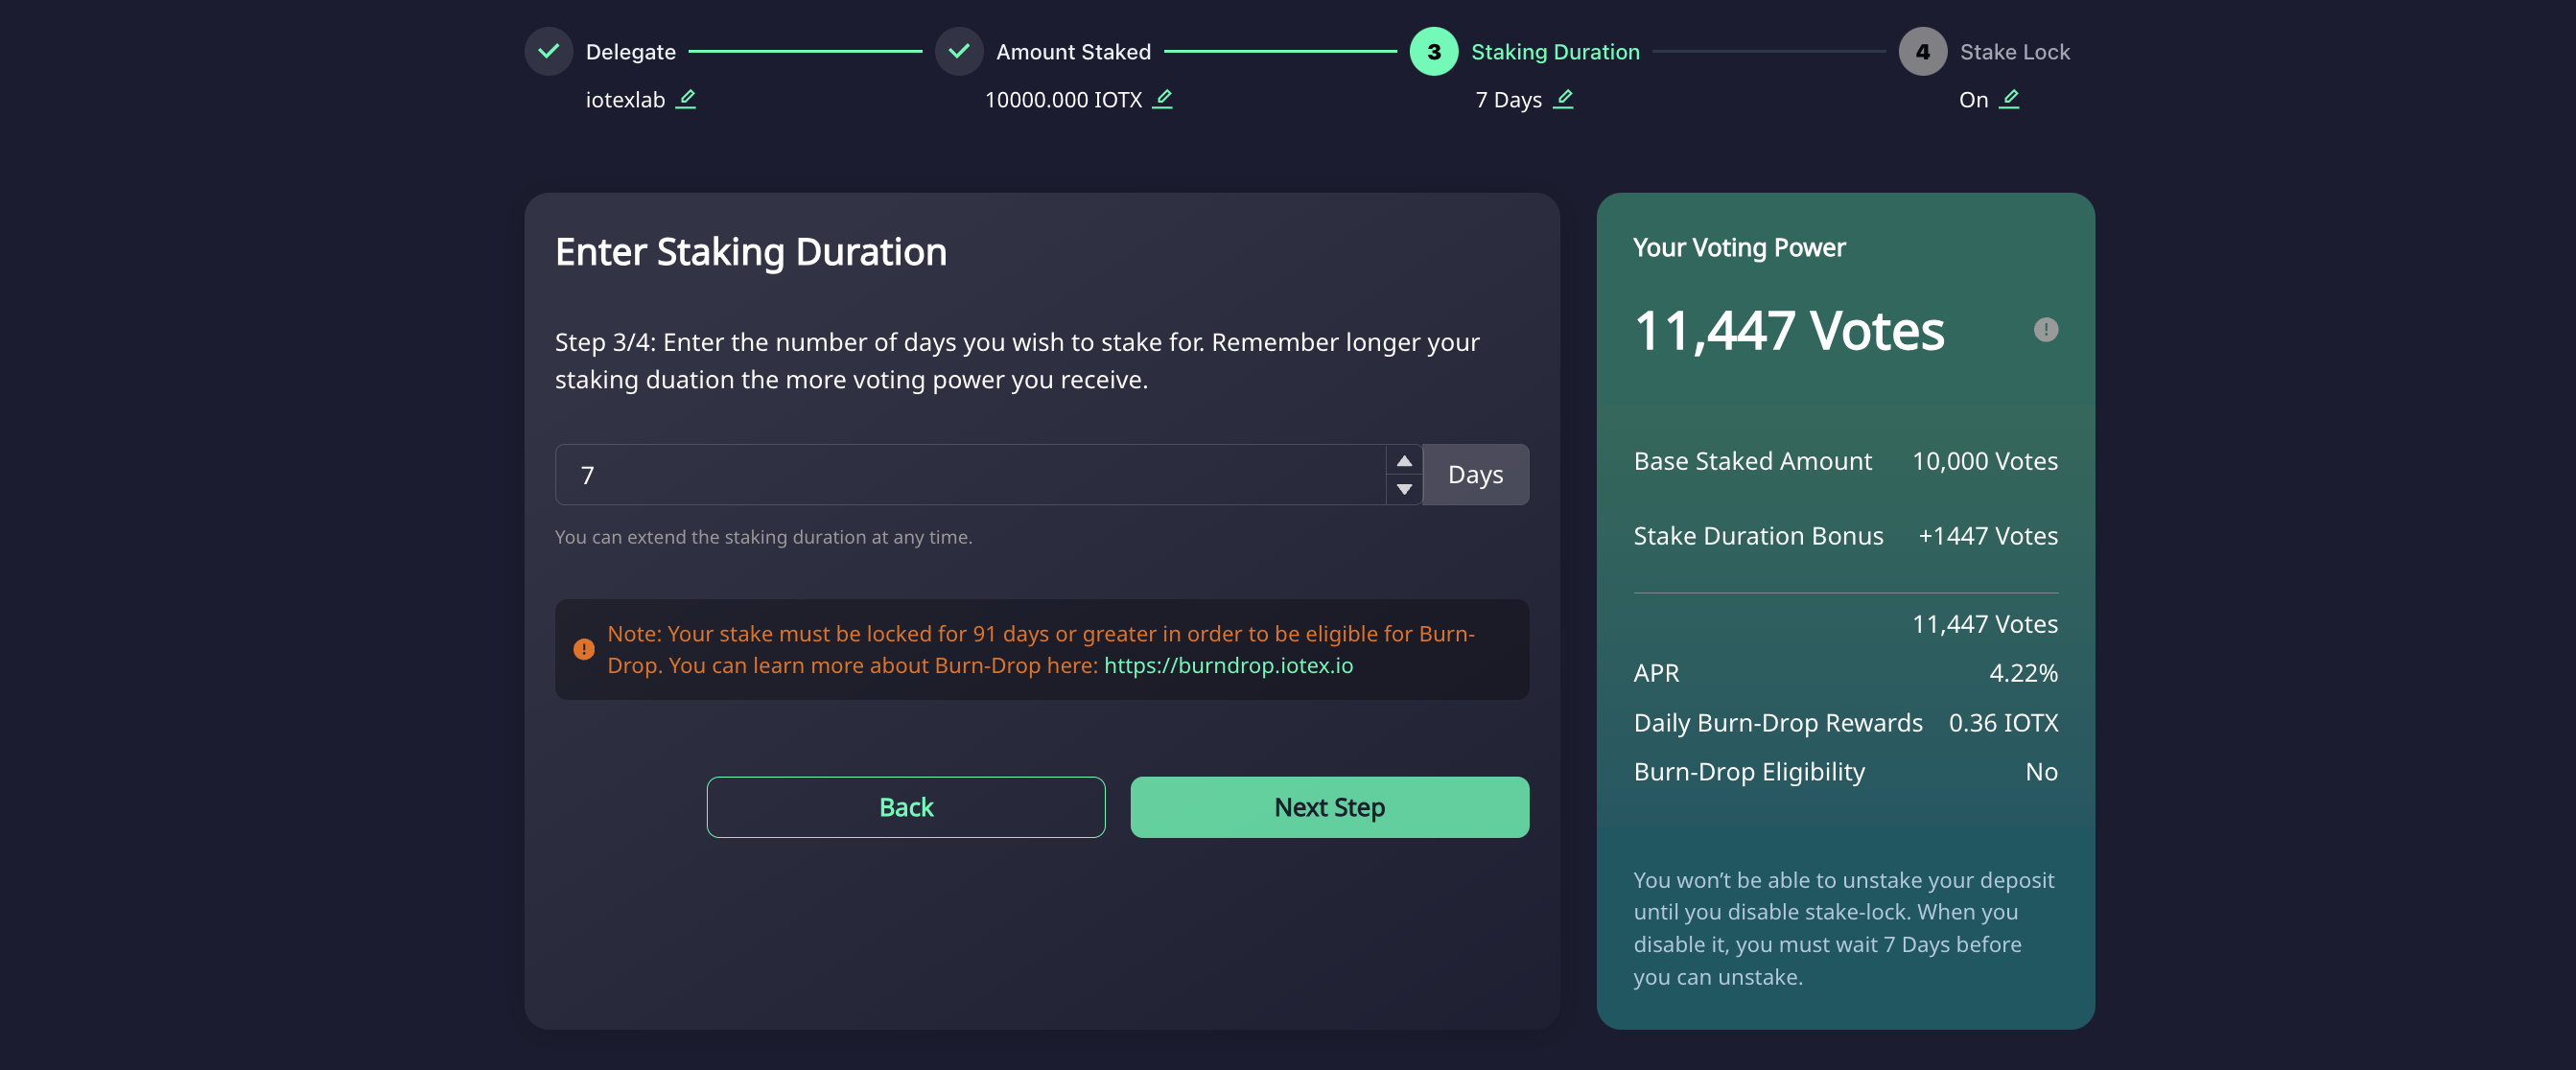 Delegate
iotexlab
Amount Staked
10000.000 IOTX
3 Staking Duration
7 Days
4 Stake Lock
On
Enter Staking Duration
Step 3/4: Enter the number of days you wish to stake for. Remember longer your
staking duation the more voting power you receive.
7 Days
You can extend the staking duration at any time.
Note: Your stake must be locked for 91 days or greater in order to be eligible for Burn-
Drop. You can learn more about Burn-Drop here: https://burndrop.iotex.io
Back
Next Step
Your Voting Power
11,447 Votes
Base Staked Amount 10,000 Votes
Stake Duration Bonus +1447 Votes
11,447 Votes
APR 4.22%
Daily Burn-Drop Rewards 0.36 IOTX
Burn-Drop Eligibility No
You won’t be able to unstake your deposit
until you disable stake-lock. When you
disable it, you must wait 7 Days before
you can unstake.